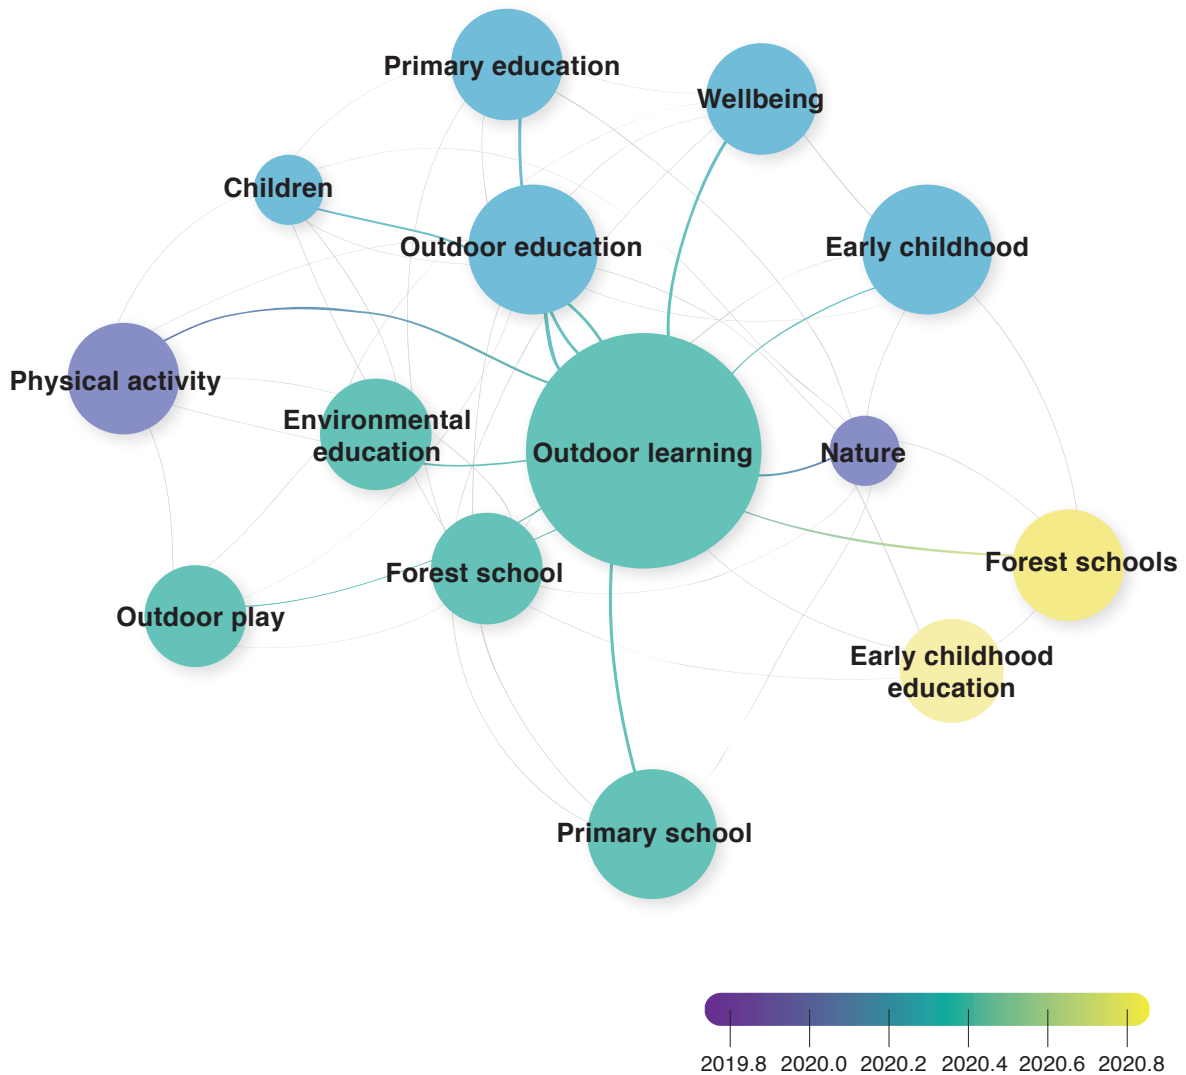 Primary education
Wellbeing
Children
Outdoor education
Early childhood
Physical activity
Environmental
education
Outdoor learning
Nature
Forest school
Forest schools
Outdoor play
Early childhood
education
Primary school
2019.8 2020.0 2020.2 2020.4 2020.6 2020.8